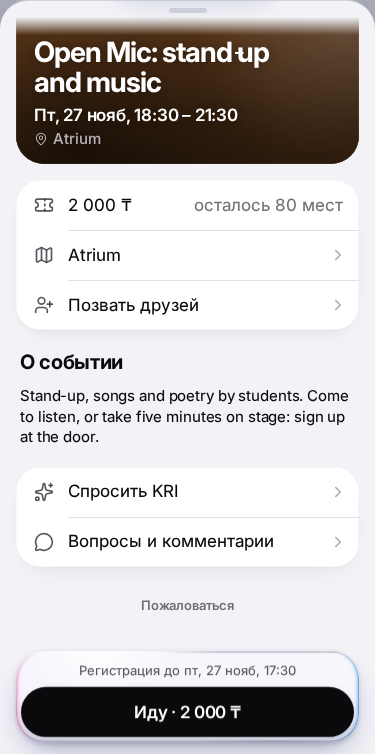 Open Mic: stand-up
and music
Пт, 27 нояб, 18:30 – 21:30
Atrium
2 000 ₸
осталось 80 мест
Atrium
Позвать друзей
О событии
Stand-up, songs and poetry by students. Come
to listen, or take five minutes on stage: sign up
at the door.
Спросить KRI
Вопросы и комментарии
Пожаловаться
Регистрация до пт, 27 нояб, 17:30
Иду · 2 000 ₸